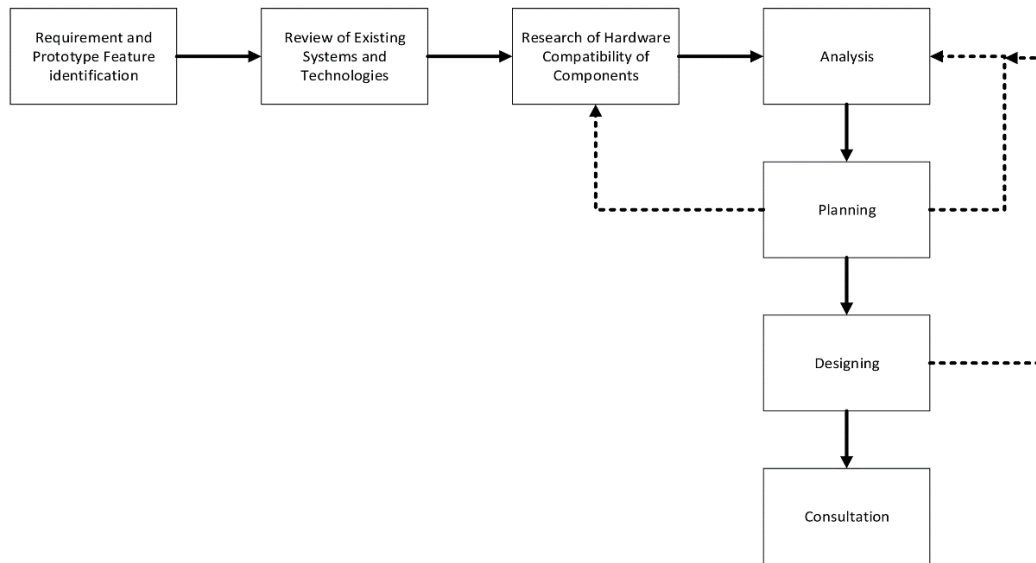 Requirement and
Prototype Feature
identification
Review of Existing
Systems and
Technologies
Research of Hardware
Compatibility of
Components
Analysis
Planning
Designing
Consultation